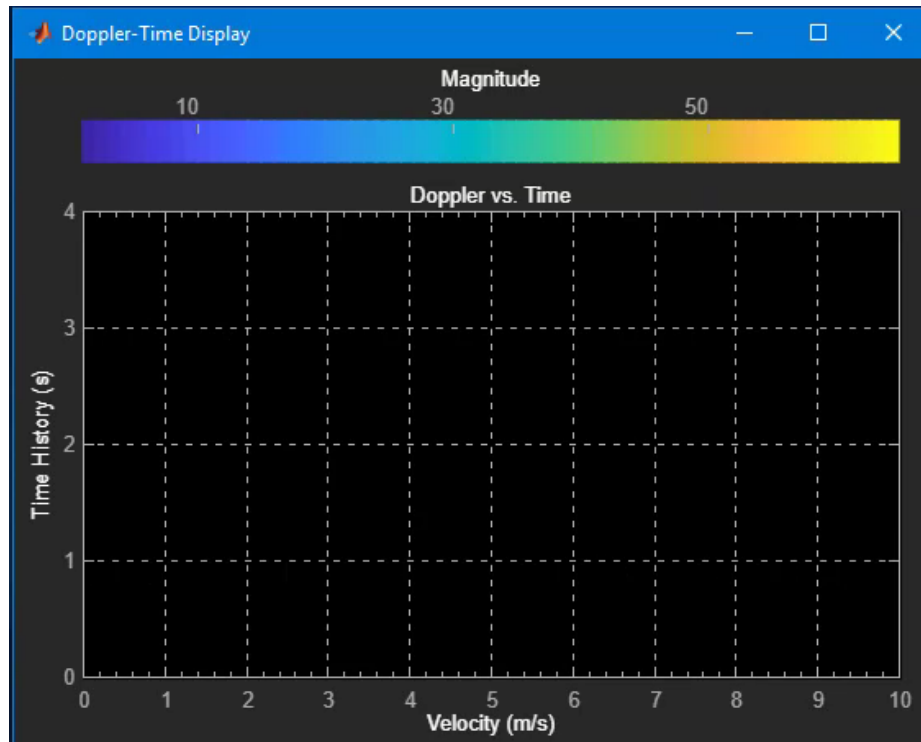 Doppler-Time Display
Magnitude
10 30 50
Doppler vs. Time
4
3
2
1
0
Time History (s)
0 1 2 3 4 5 6 7 8 9 10
Velocity (m/s)